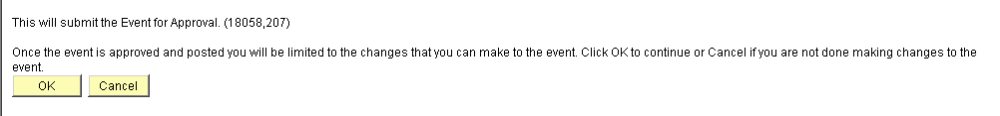 This will submit the Event for Approval. (18058,207)
Once the event is approved and posted you will be limited to the changes that you can make to the event. Click OK to continue or Cancel if you are not done making changes to the
event.
OK Cancel